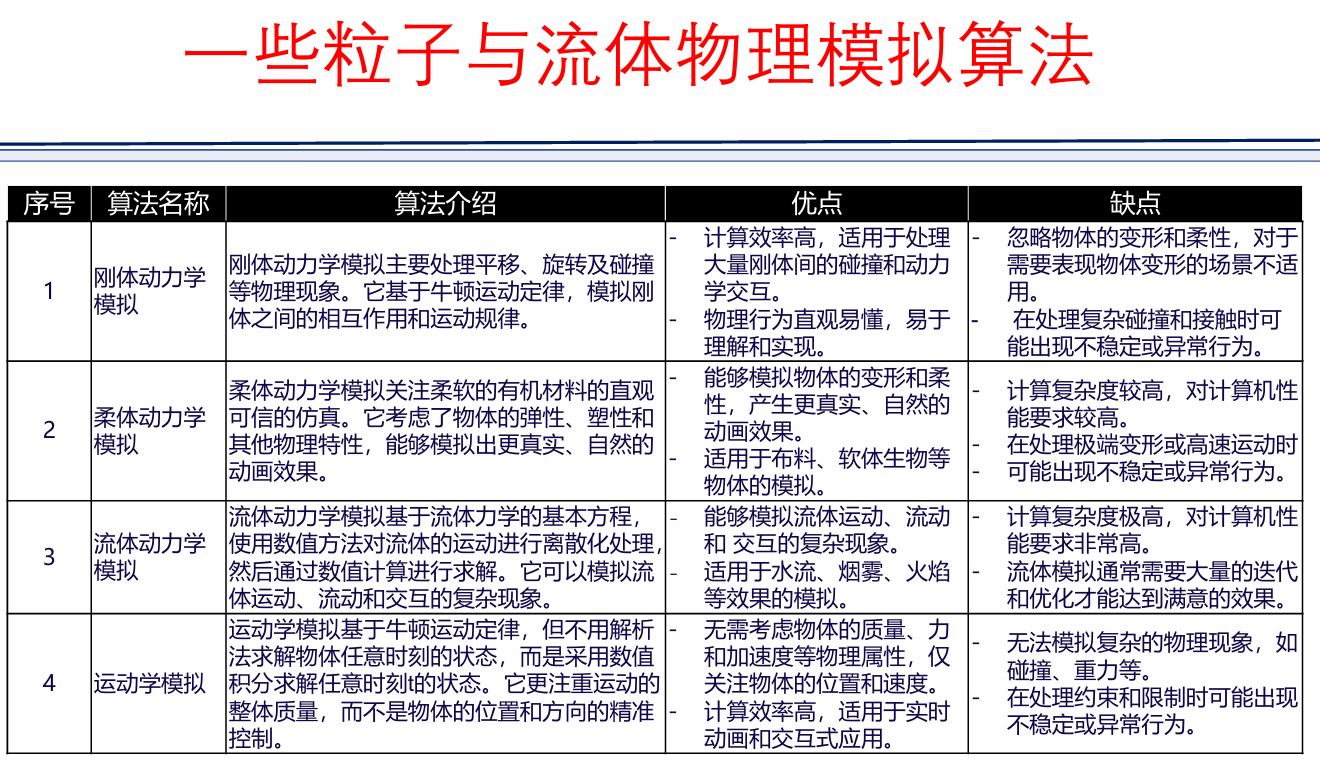 一些粒子与流体物理模拟算法
序号 算法名称 算法介绍 优点 缺点
1
刚体动力学
模拟
刚体动力学模拟主要处理平移、旋转及碰撞
等物理现象。它基于牛顿运动定律，模拟刚
体之间的相互作用和运动规律。
- 计算效率高，适用于处理
大量刚体间的碰撞和动力
学交互。
- 物理行为直观易懂，易于
理解和实现。
- 忽略物体的变形和柔性，对于
需要表现物体变形的场景不适
用。
- 在处理复杂碰撞和接触时可
能出现不稳定或异常行为。
2
柔体动力学
模拟
柔体动力学模拟关注柔软的有机材料的直观
可信的仿真。它考虑了物体的弹性、塑性和
其他物理特性，能够模拟出更真实、自然的
动画效果。
- 能够模拟物体的变形和柔
性，产生更真实、自然的
动画效果。
- 适用于布料、软体生物等
物体的模拟。
- 计算复杂度较高，对计算机性
能要求较高。
- 在处理极端变形或高速运动时
- 可能出现不稳定或异常行为。
3
流体动力学
模拟
流体动力学模拟基于流体力学的基本方程，
使用数值方法对流体的运动进行离散化处理，
然后通过数值计算进行求解。它可以模拟流
体运动、流动和交互的复杂现象。
- 能够模拟流体运动、流动
和 交互的复杂现象。
- 适用于水流、烟雾、火焰
等效果的模拟。
- 计算复杂度极高，对计算机性
能要求非常高。
- 流体模拟通常需要大量的迭代
和优化才能达到满意的效果。
4
运动学模拟
运动学模拟基于牛顿运动定律，但不用解析
法求解物体任意时刻的状态，而是采用数值
积分求解任意时刻t的状态。它更注重运动的
整体质量，而不是物体的位置和方向的精准
控制。
- 无需考虑物体的质量、力
和加速度等物理属性，仅
关注物体的位置和速度。
- 计算效率高，适用于实时
动画和交互式应用。
- 无法模拟复杂的物理现象，如
碰撞、重力等。
- 在处理约束和限制时可能出现
不稳定或异常行为。